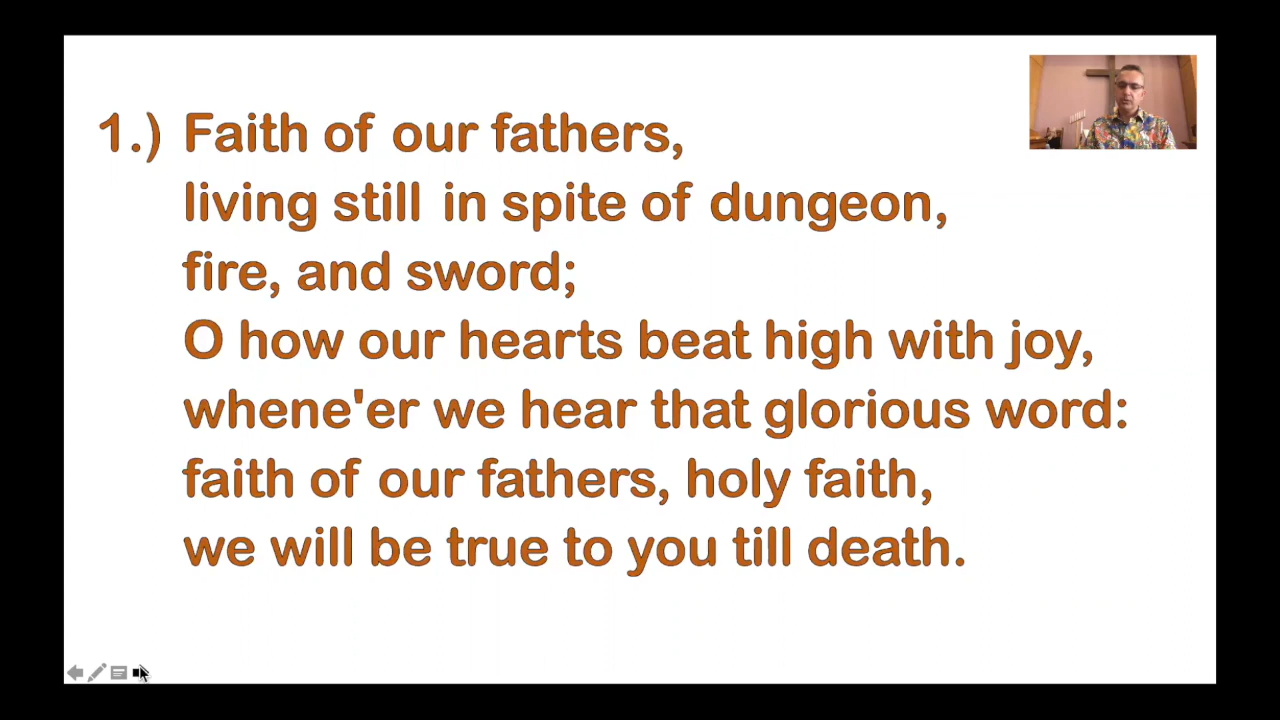 1.) Faith of our fathers,
living still in spite of dungeon,
fire, and sword;
O how our hearts beat high with joy,
whene'er we hear that glorious word:
faith of our fathers, holy faith,
we will be true to you till death.